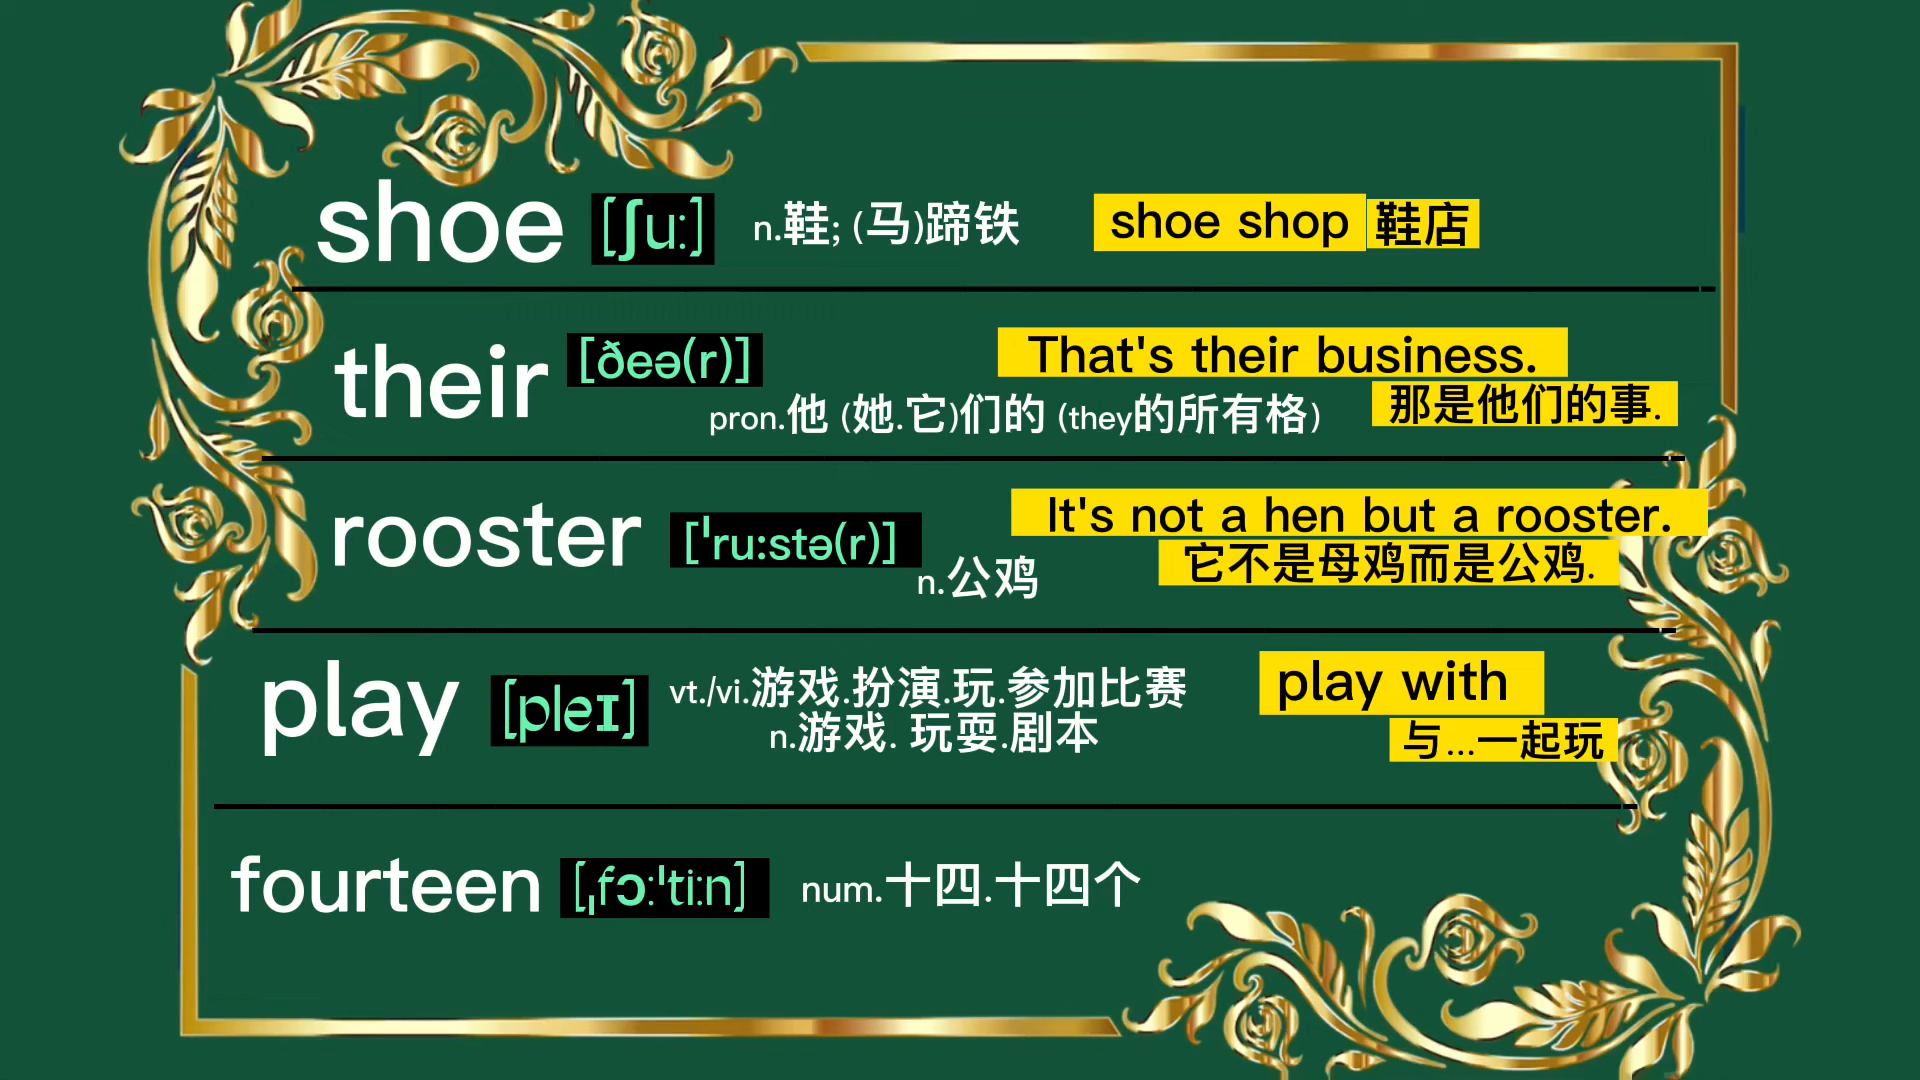 shoe [ʃuː] n.鞋; (马)蹄铁 shoe shop 鞋店
their [ðeə(r)] That's their business.
pron.他 (她.它)们的 (they的所有格) 那是他们的事.
rooster [ˈru:stə(r)] It's not a hen but a rooster.
n.公鸡 它不是母鸡而是公鸡.
play [pleɪ] vt./vi.游戏.扮演.玩.参加比赛 play with
n.游戏. 玩耍.剧本 与...一起玩
fourteen [ˌfɔːˈtiːn] num.十四.十四个